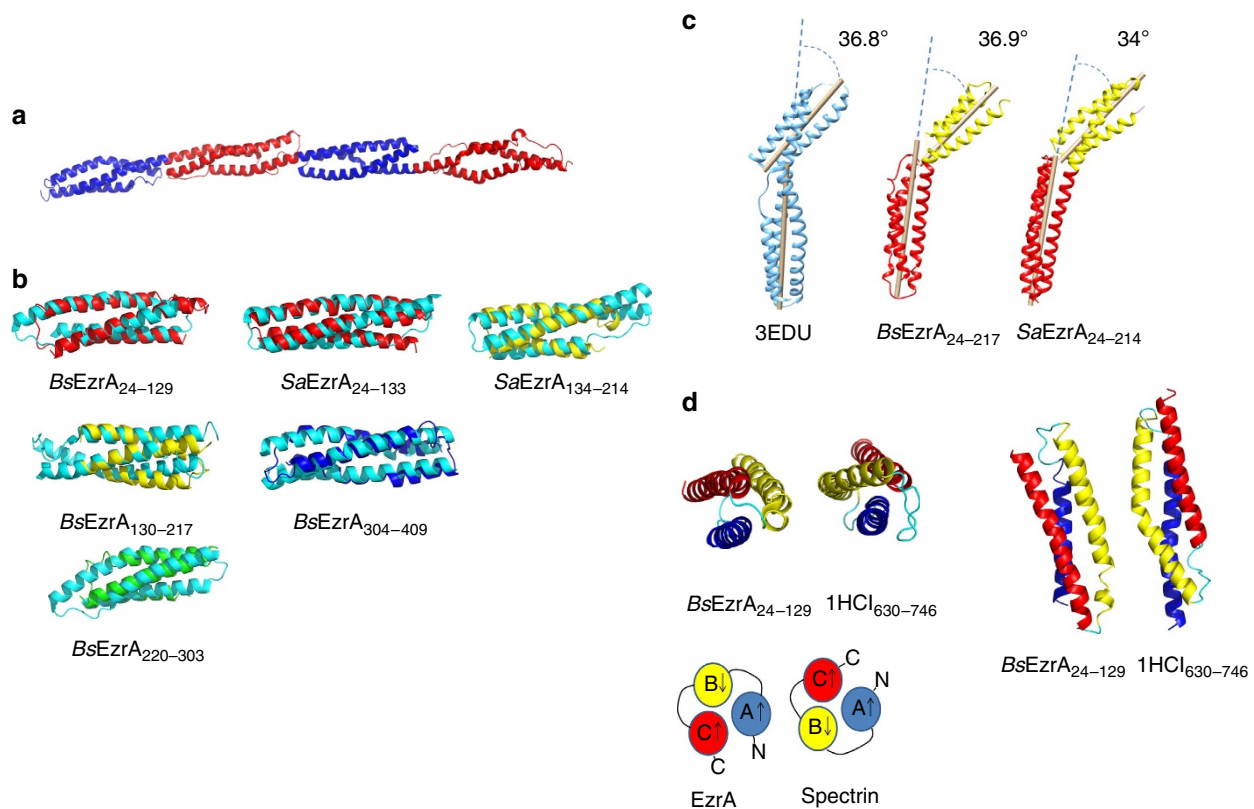 a
b
BsEzrA24–129
SaEzrA24–133
SaEzrA134–214
BsEzrA130–217
BsEzrA304–409
BsEzrA220–303
c
36.8°
36.9°
34°
3EDU
BsEzrA24–217
SaEzrA24–214
d
BsEzrA24–129
1HCI630–746
BsEzrA24–129
1HCI630–746
B↓
A↑
C↑
N
C
EzrA
C
C↑
N
A↑
B↓
Spectrin